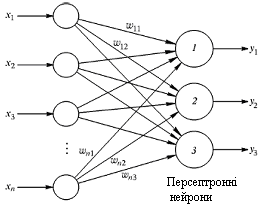 x₁
w₁₁
1
y₁
w₁₂
x₂
2
y₂
x₃
⋮
wₙ₁
3
y₃
wₙ₂
xₙ
wₙ₃
Персептронні
нейрони